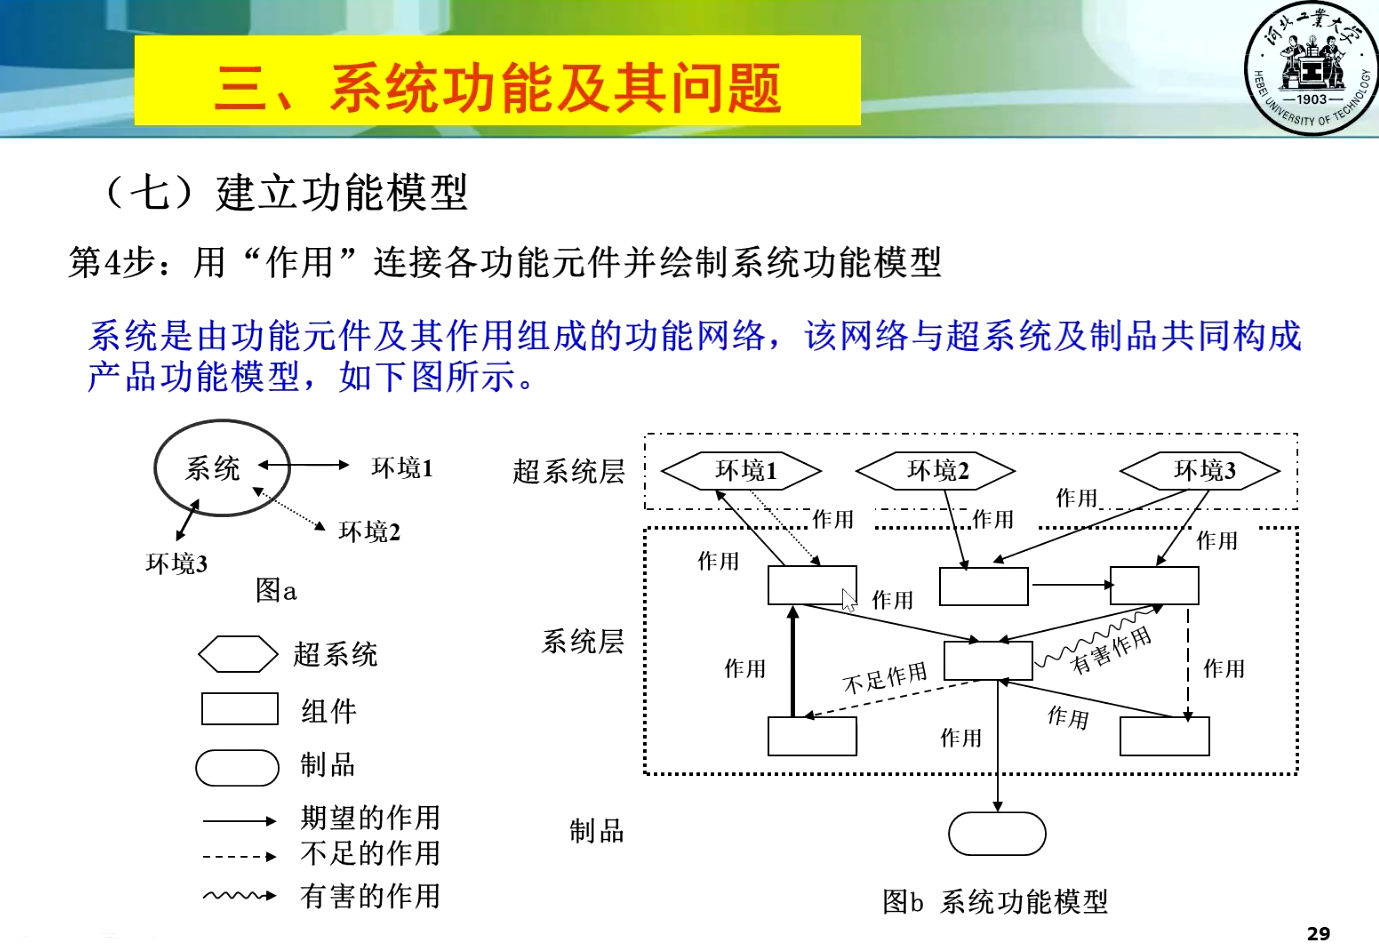 三、系统功能及其问题
河北工業大学
HEBEI UNIVERSITY OF TECHNOLOGY
1903
（七）建立功能模型
第4步：用“作用”连接各功能元件并绘制系统功能模型
系统是由功能元件及其作用组成的功能网络，该网络与超系统及制品共同构成
产品功能模型，如下图所示。
系统
环境1
环境2
环境3
图a
超系统
组件
制品
期望的作用
不足的作用
有害的作用
超系统层
环境1
环境2
环境3
作用
作用
作用
作用
作用
作用
系统层
作用
不足作用
有害作用
作用
作用
作用
制品
图b 系统功能模型
29